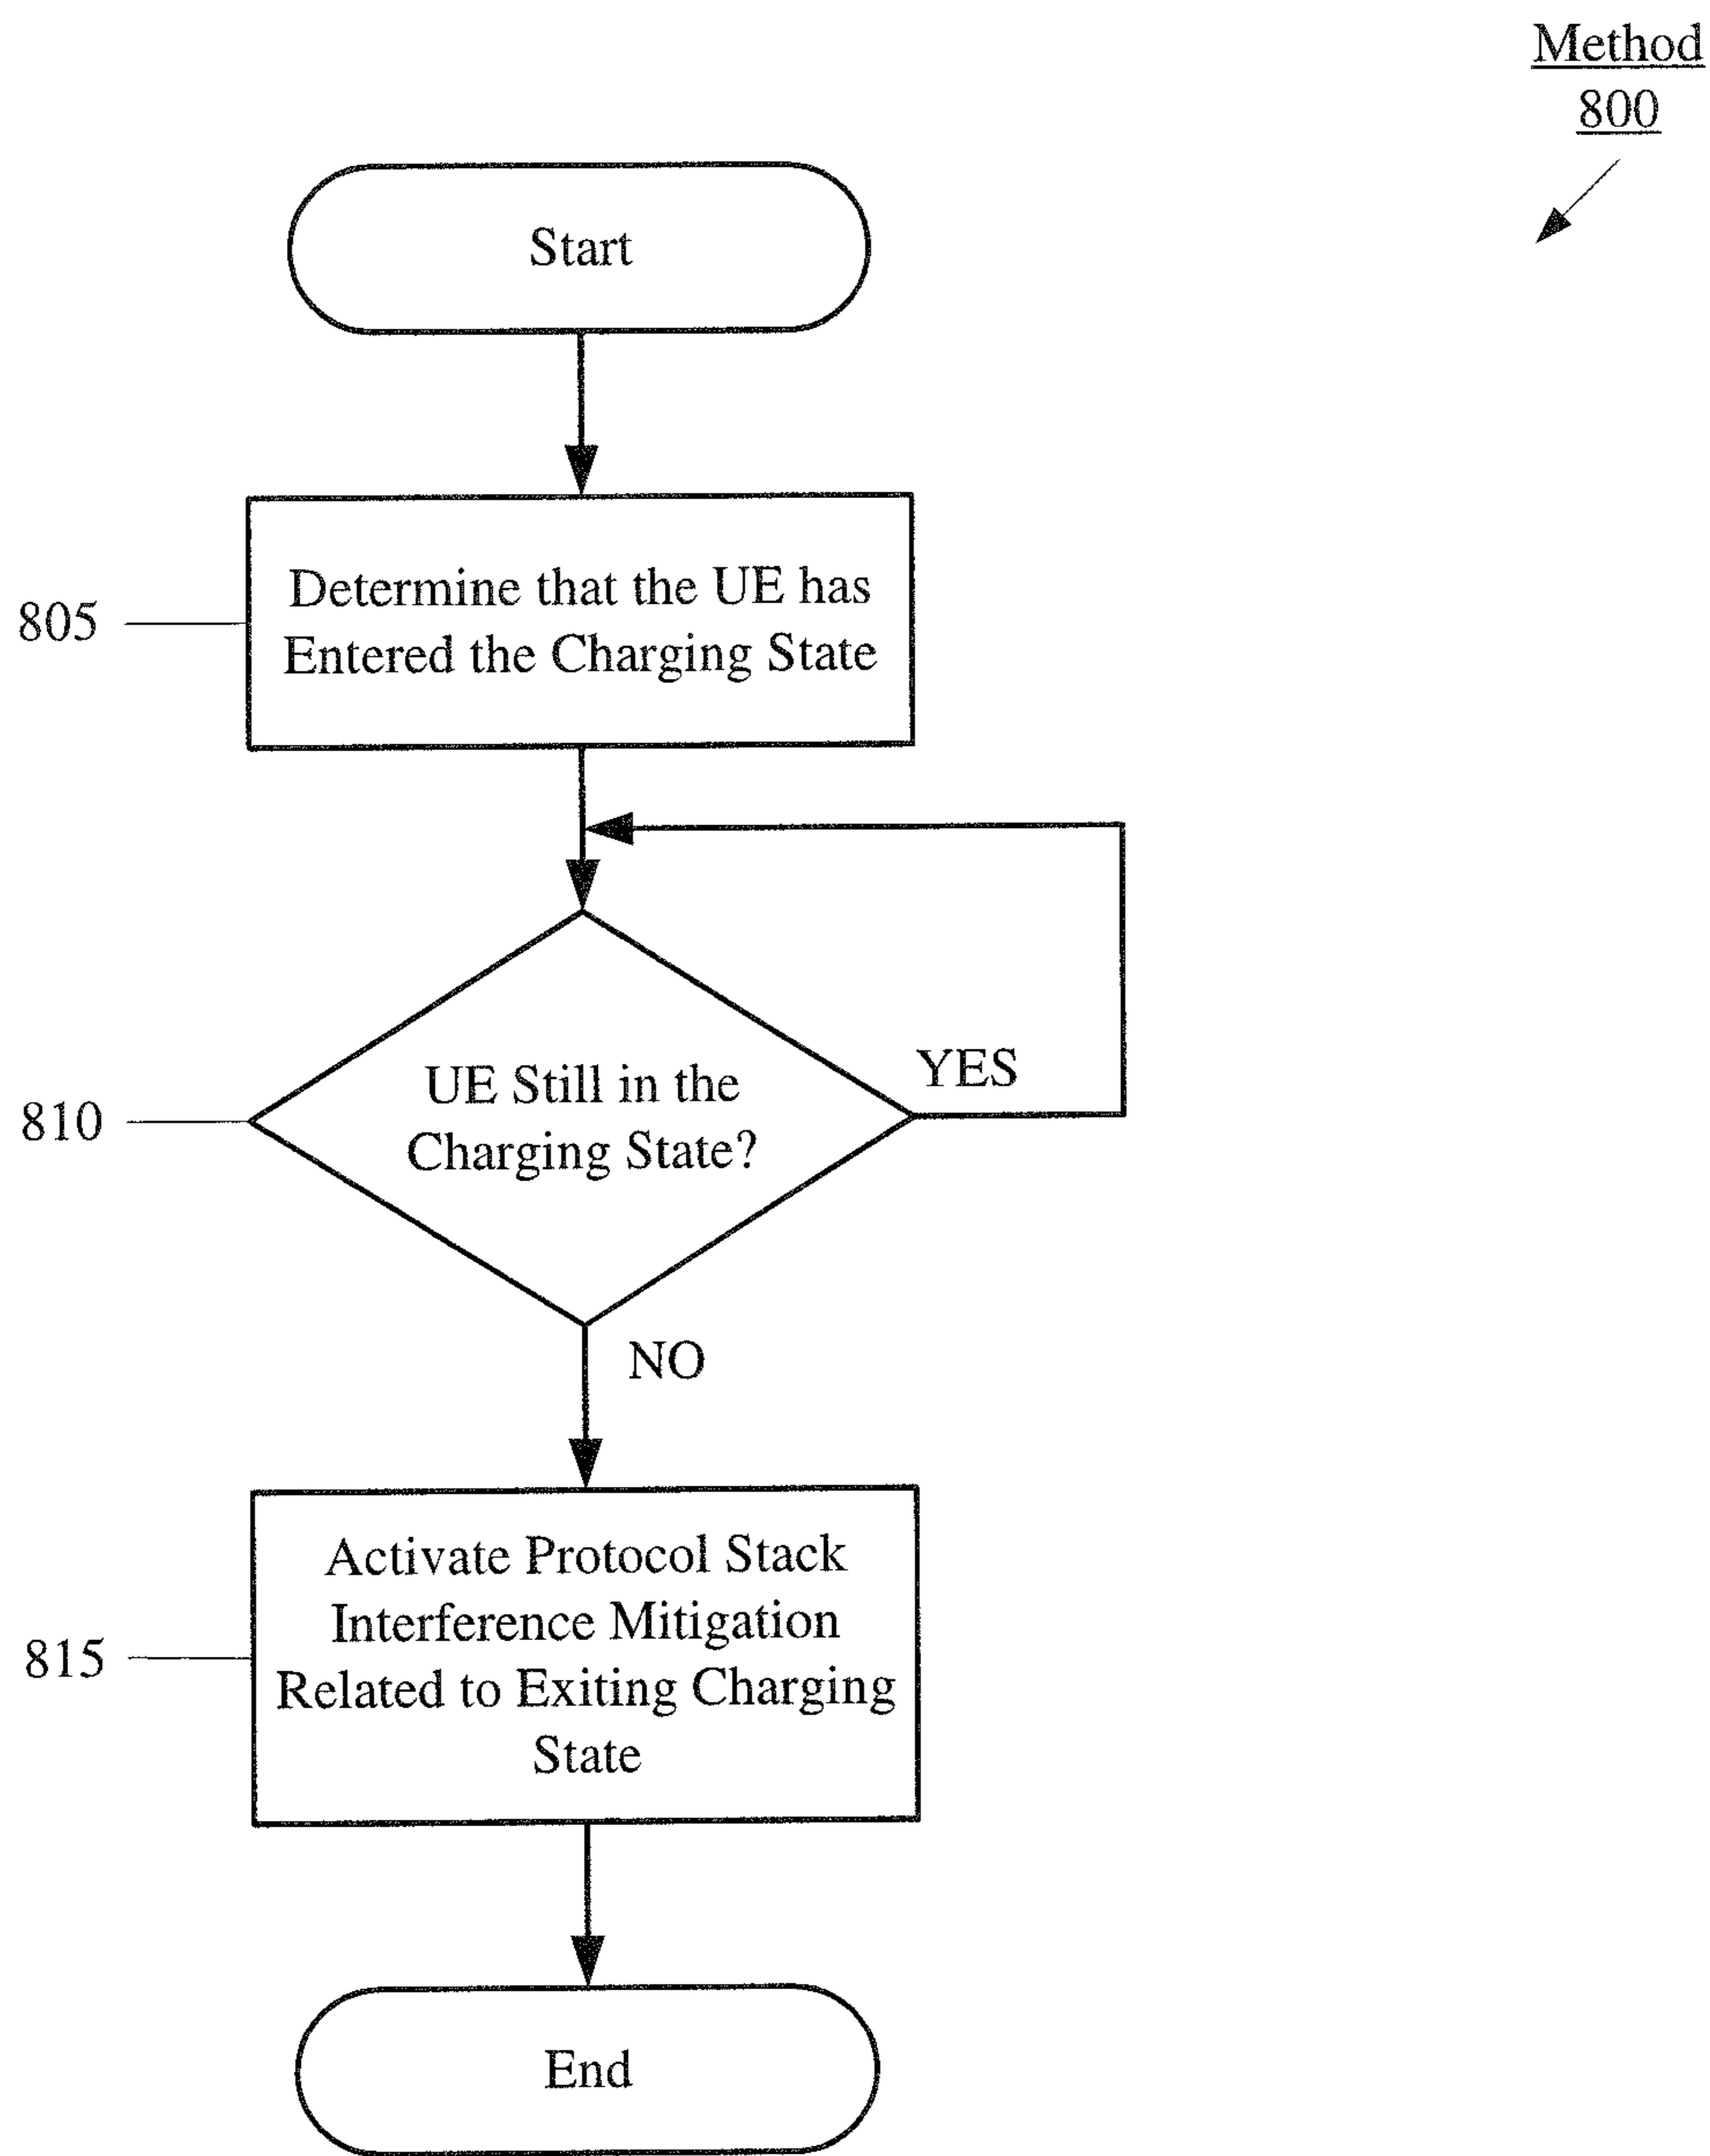 Method
800
Start
805
Determine that the UE has
Entered the Charging State
810
UE Still in the
Charging State?
YES
NO
815
Activate Protocol Stack
Interference Mitigation
Related to Exiting Charging
State
End